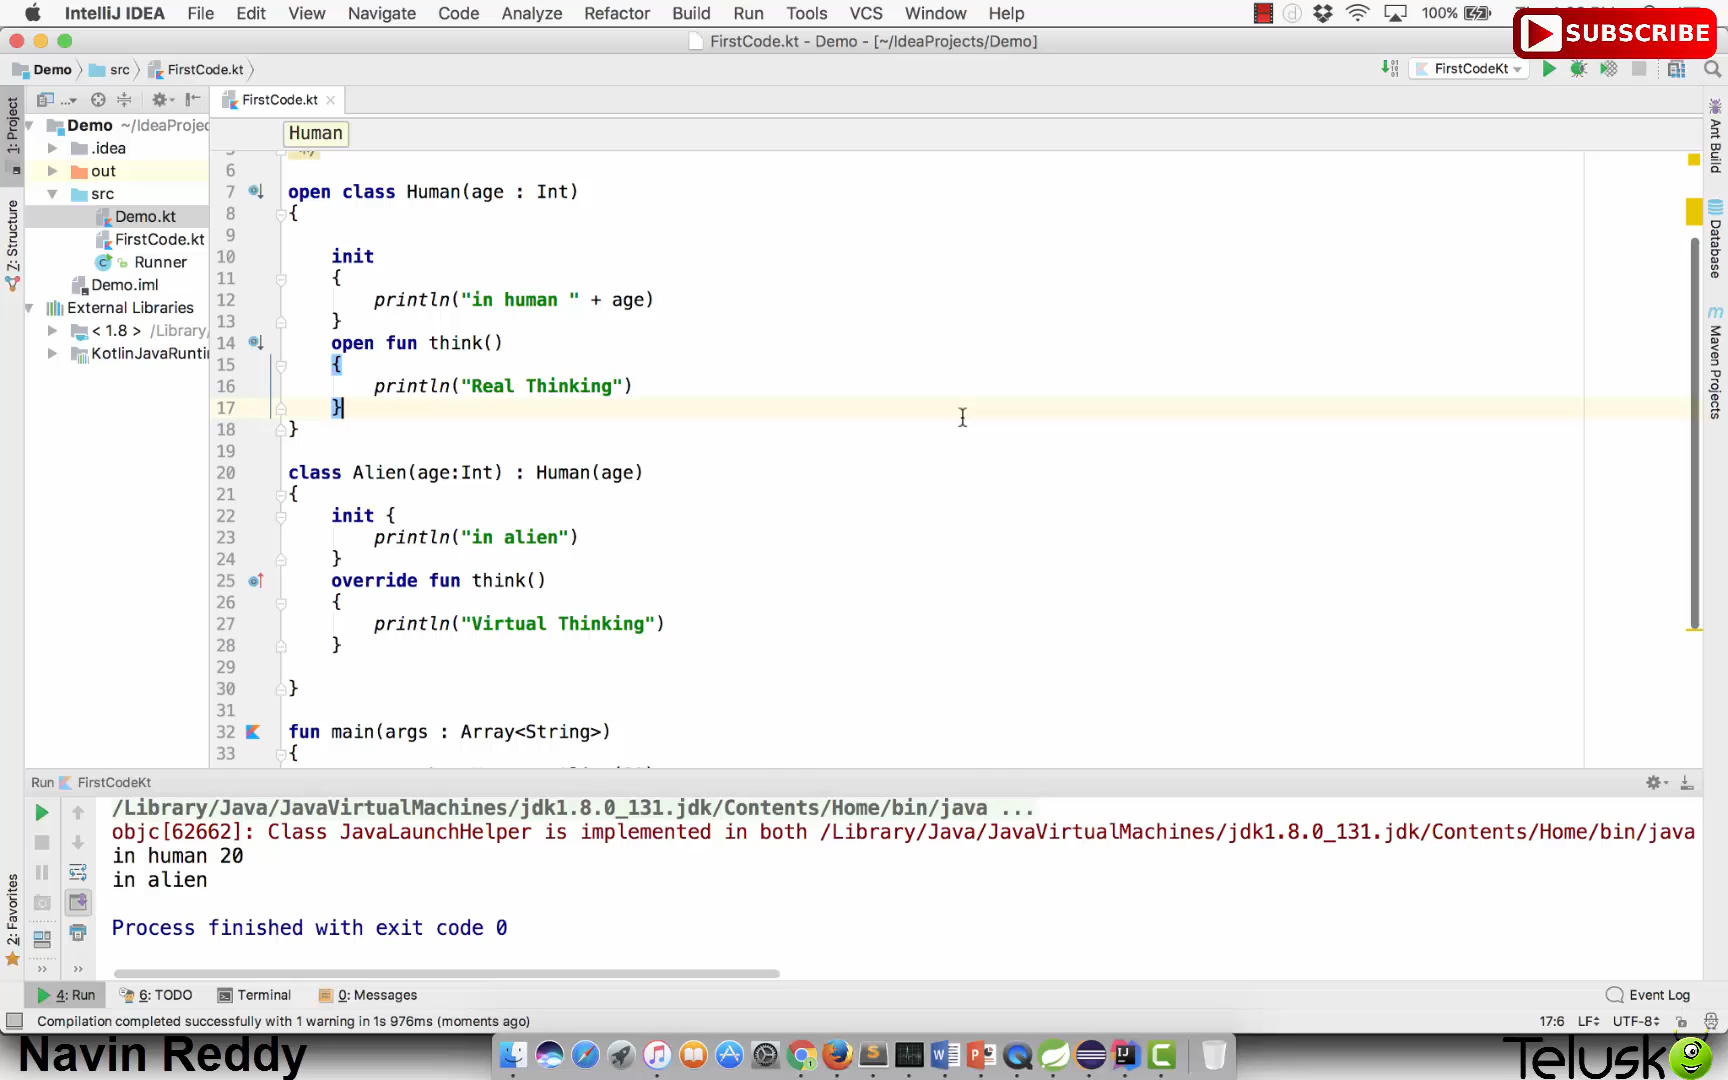 IntelliJ IDEA File Edit View Navigate Code Analyze Refactor Build Run Tools VCS Window Help 100%
SUBSCRIBE
FirstCode.kt - Demo - [~/IdeaProjects/Demo]
Demo src FirstCode.kt FirstCodeKt
1: Project
Z: Structure
2: Favorites
FirstCode.kt
Demo ~/IdeaProjec
.idea
out
src
Demo.kt
FirstCode.kt
Runner
Demo.iml
External Libraries
< 1.8 > /Library/
KotlinJavaRuntin
Human
6
7 open class Human(age : Int)
8 {
9
10 init
11 {
12 println("in human " + age)
13 }
14 open fun think()
15 {
16 println("Real Thinking")
17 }
18 }
19
20 class Alien(age:Int) : Human(age)
21 {
22 init {
23 println("in alien")
24 }
25 override fun think()
26 {
27 println("Virtual Thinking")
28 }
29
30 }
31
32 fun main(args : Array<String>)
33 {
Ant Build
Database
Maven Projects
Run FirstCodeKt
/Library/Java/JavaVirtualMachines/jdk1.8.0_131.jdk/Contents/Home/bin/java ...
objc[62662]: Class JavaLaunchHelper is implemented in both /Library/Java/JavaVirtualMachines/jdk1.8.0_131.jdk/Contents/Home/bin/java
in human 20
in alien
Process finished with exit code 0
4: Run 6: TODO Terminal 0: Messages Event Log
Compilation completed successfully with 1 warning in 1s 976ms (moments ago) 17:6 LF UTF-8
Navin Reddy
Telusko